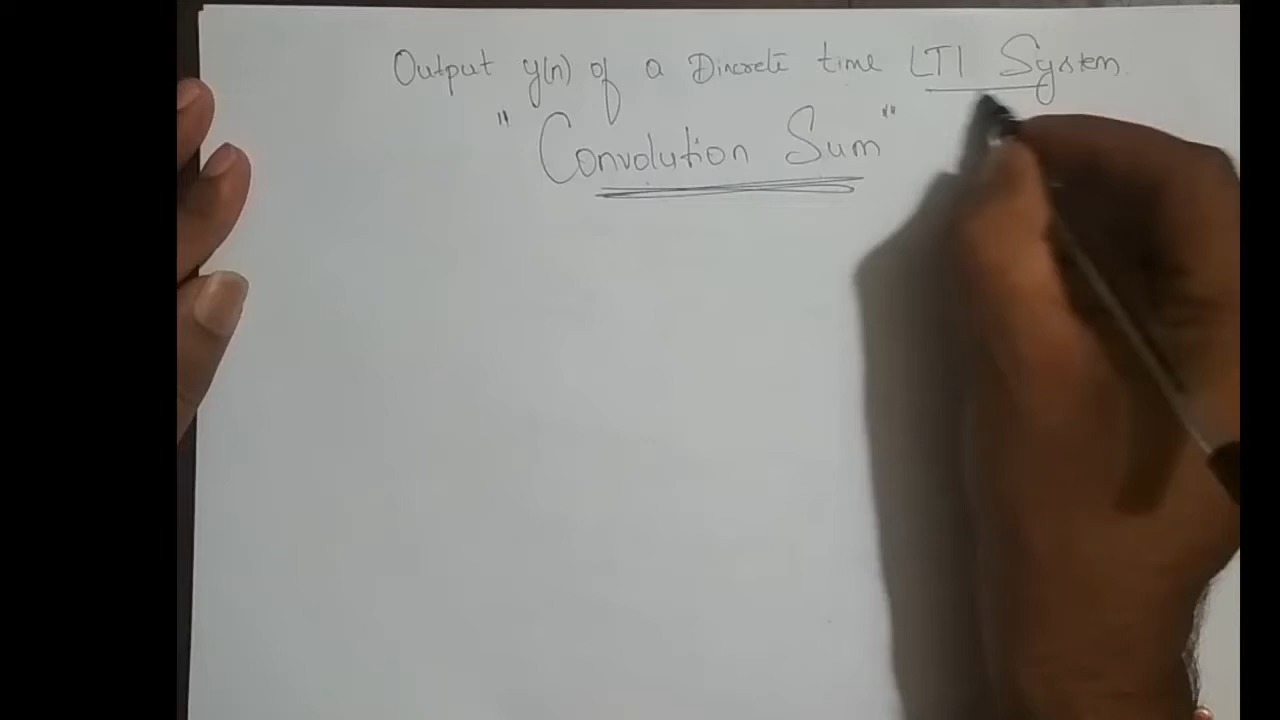 Output y(n) of a Discrete time LTI System.
"Convolution Sum"